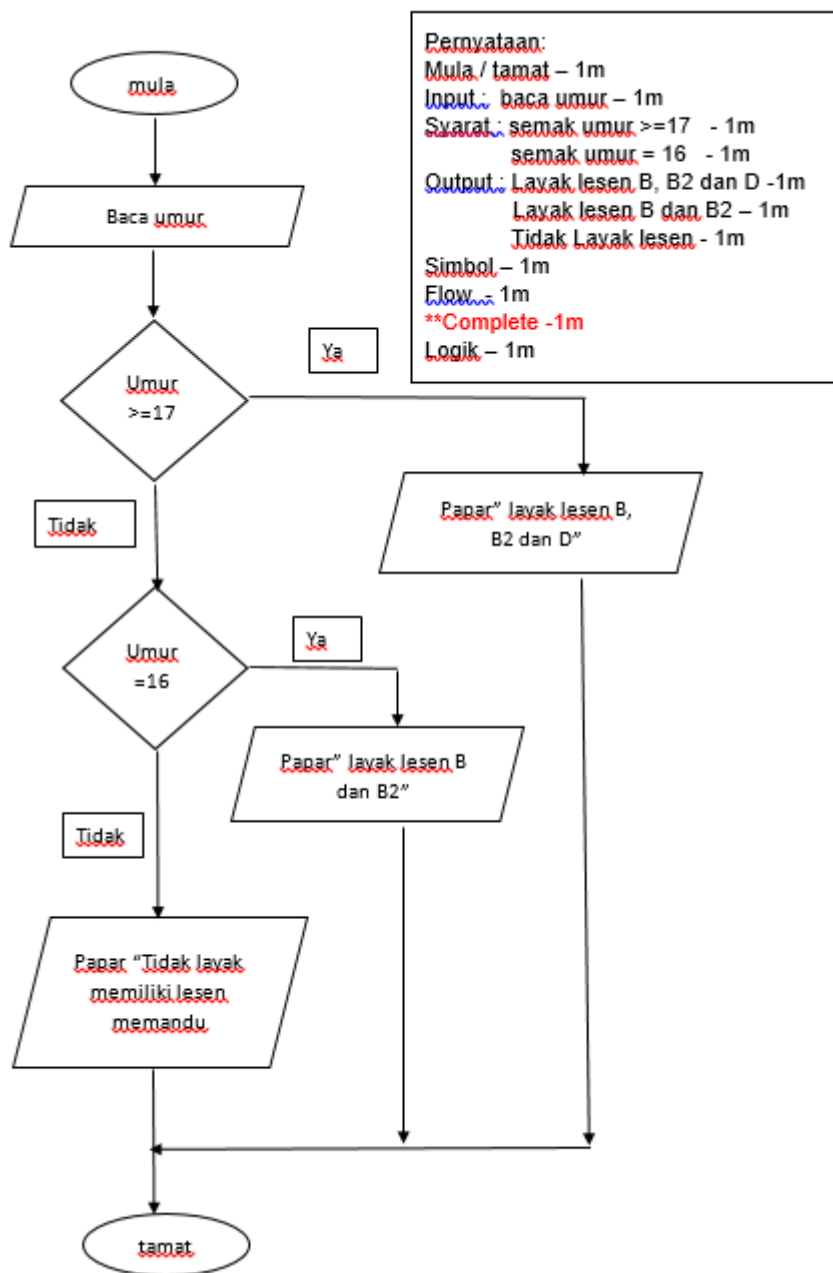 Pernyataan:
Mula / tamat – 1m
Input : baca umur – 1m
Syarat : semak umur >=17 - 1m
semak umur = 16 - 1m
Output : Layak lesen B, B2 dan D -1m
Layak lesen B dan B2 – 1m
Tidak Layak lesen - 1m
Simbol – 1m
Flow - 1m
**Complete -1m
Logik – 1m
mula
Baca umur
Umur
>=17
Ya
Papar” layak lesen B,
B2 dan D”
Tidak
Umur
=16
Ya
Papar” layak lesen B
dan B2”
Tidak
Papar “Tidak layak
memiliki lesen
memandu
tamat